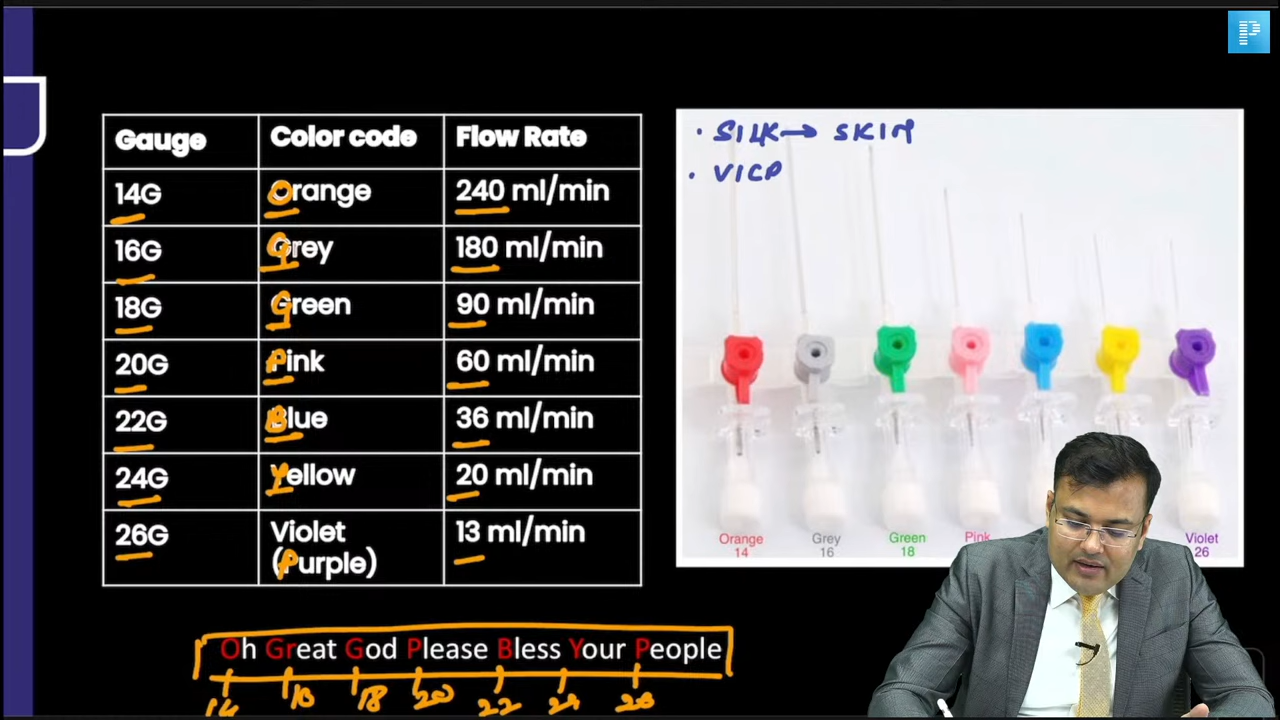 Gauge Color code Flow Rate
14G Orange 240 ml/min
16G Grey 180 ml/min
18G Green 90 ml/min
20G Pink 60 ml/min
22G Blue 36 ml/min
24G Yellow 20 ml/min
26G Violet (Purple) 13 ml/min
Oh Great God Please Bless Your People
14 16 18 20 22 24 26
• SILK → SKIN
• VICP
Orange Grey Green Pink Violet
14 16 18 26
P